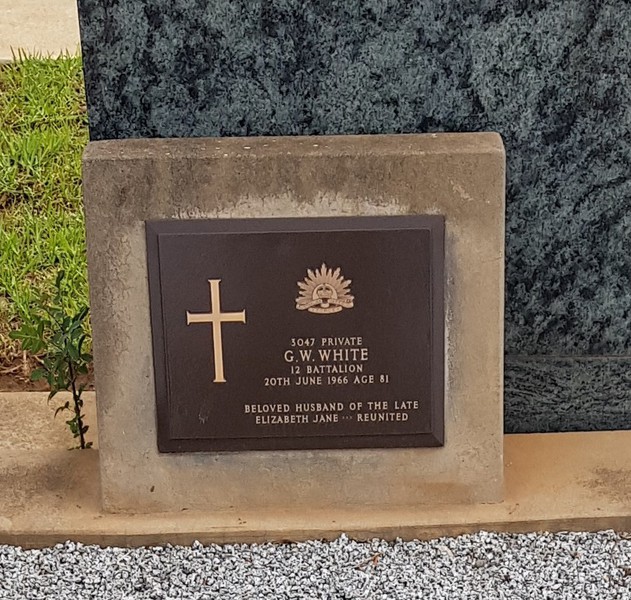 3047 PRIVATE
G.W. WHITE
12 BATTALION
20TH JUNE 1966 AGE 81
BELOVED HUSBAND OF THE LATE
ELIZABETH JANE ··· REUNITED